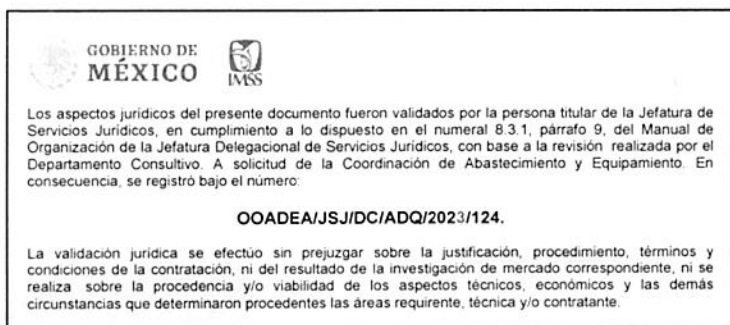 GOBIERNO DE
MÉXICO
IMSS
Los aspectos jurídicos del presente documento fueron validados por la persona titular de la Jefatura de
Servicios Jurídicos, en cumplimiento a lo dispuesto en el numeral 8.3.1, párrafo 9, del Manual de
Organización de la Jefatura Delegacional de Servicios Jurídicos, con base a la revisión realizada por el
Departamento Consultivo. A solicitud de la Coordinación de Abastecimiento y Equipamiento. En
consecuencia, se registró bajo el número:
OOADEA/JSJ/DC/ADQ/2023/124.
La validación jurídica se efectúo sin prejuzgar sobre la justificación, procedimiento, términos y
condiciones de la contratación, ni del resultado de la investigación de mercado correspondiente, ni se
realiza sobre la procedencia y/o viabilidad de los aspectos técnicos, económicos y las demás
circunstancias que determinaron procedentes las áreas requirente, técnica y/o contratante.